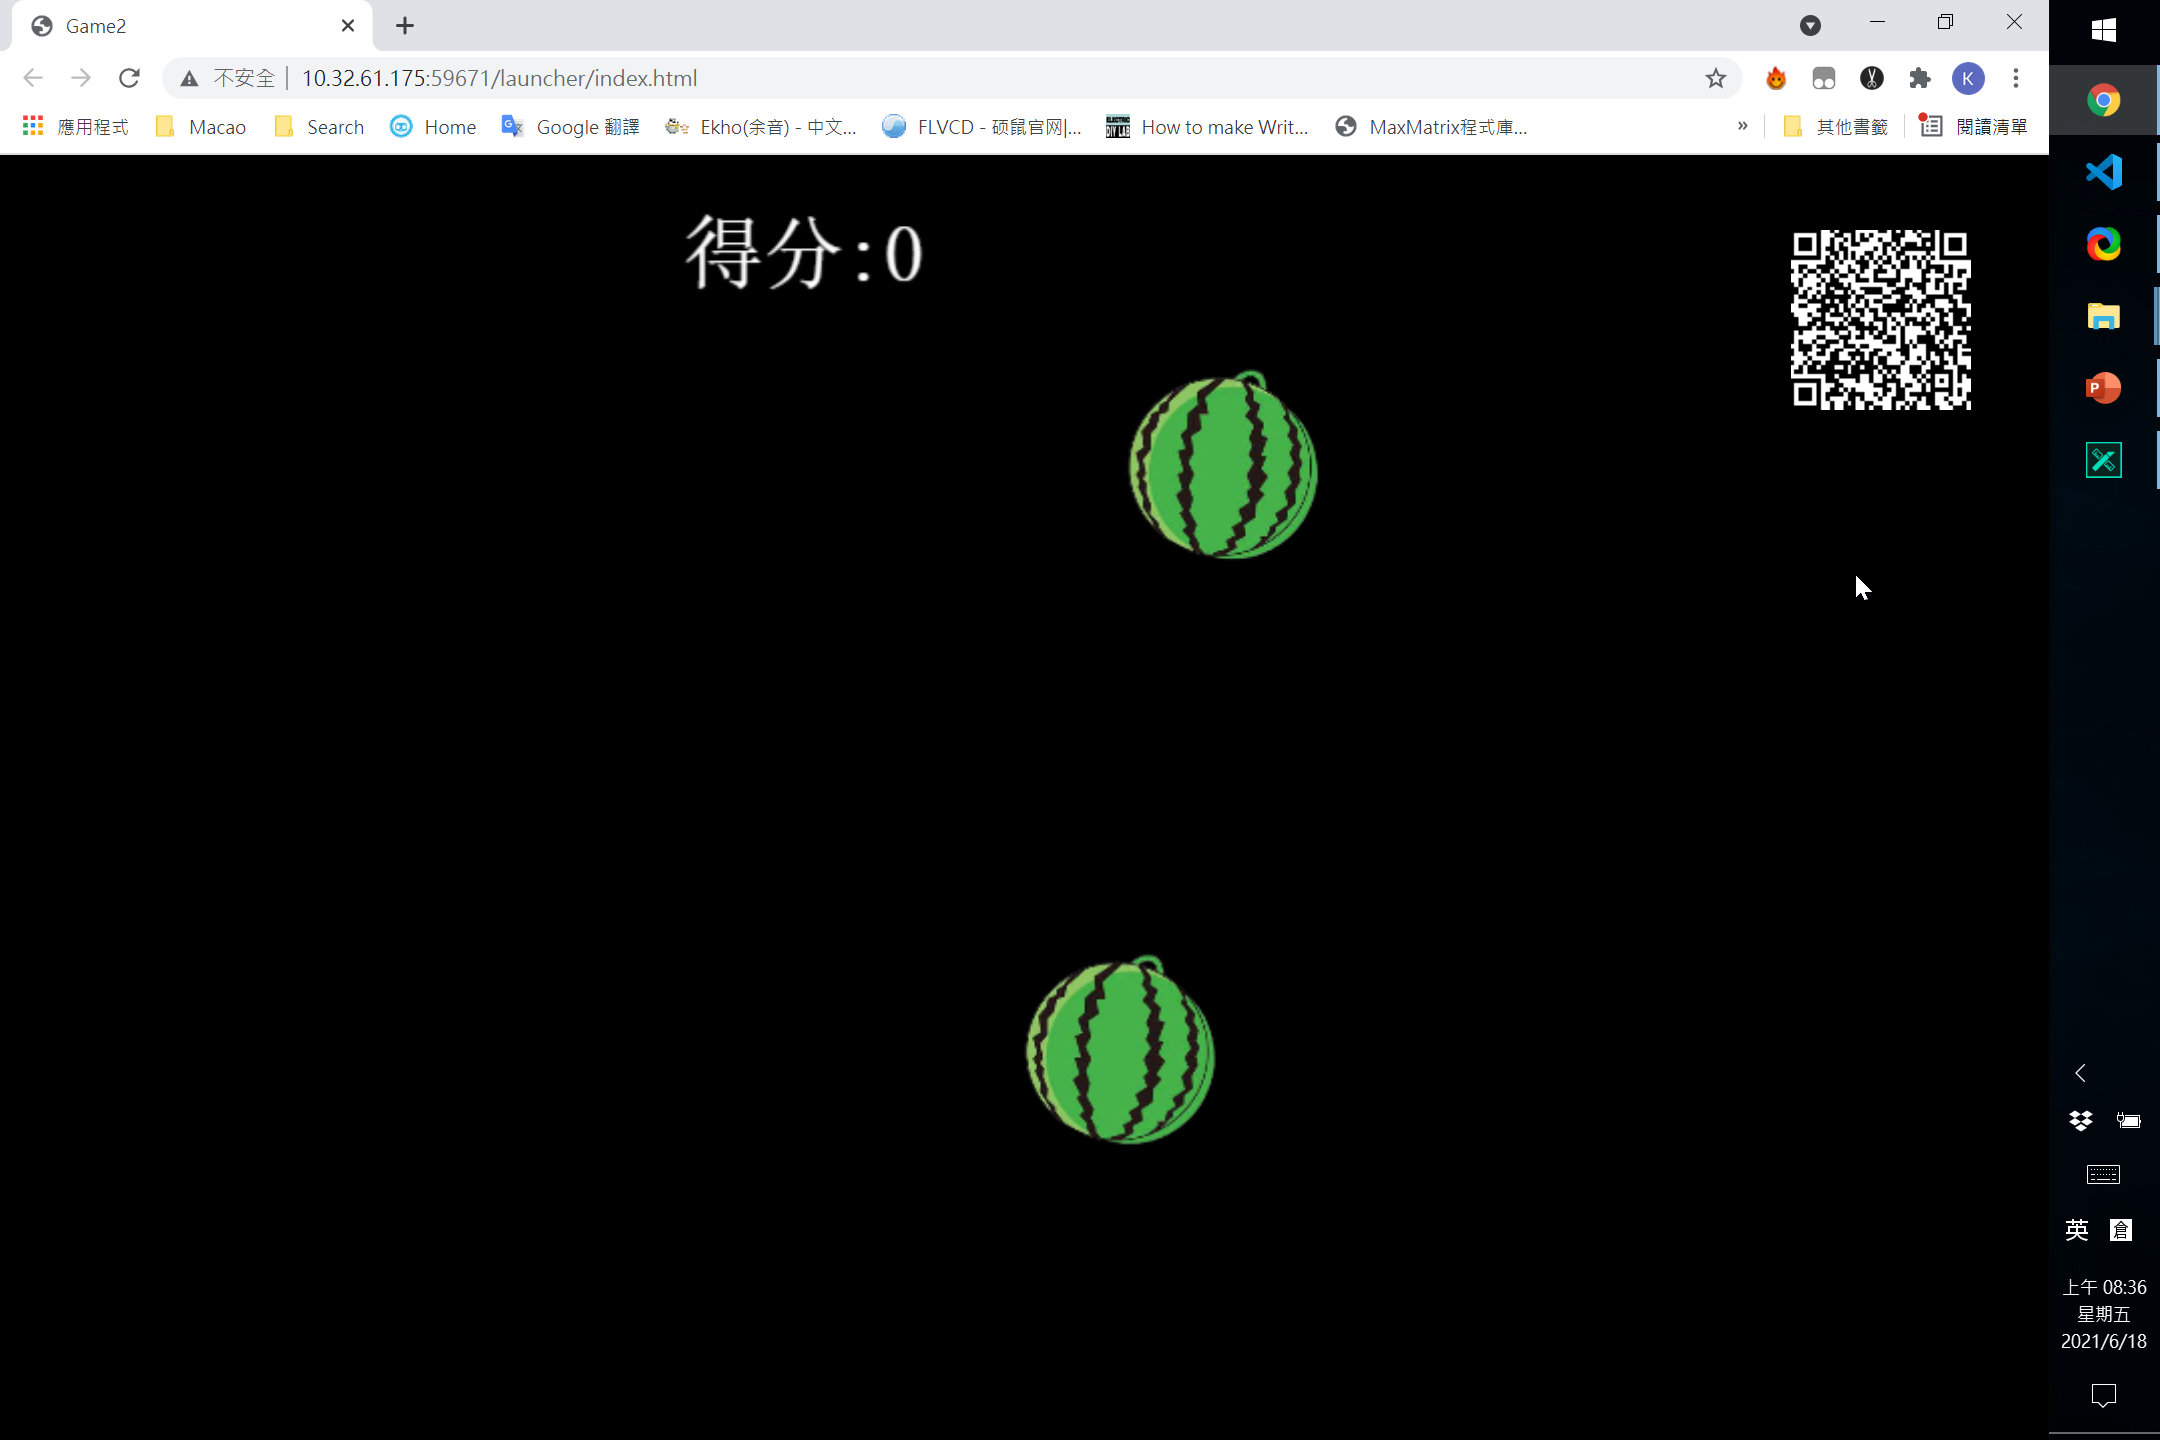 Game2
不安全 10.32.61.175:59671/launcher/index.html
K
應用程式 Macao Search Home Google 翻譯 Ekho(余音) - 中文... FLVCD - 硕鼠官网|... How to make Writ... MaxMatrix程式庫... » 其他書籤 閱讀清單
得分:0
英 倉
上午 08:36
星期五
2021/6/18